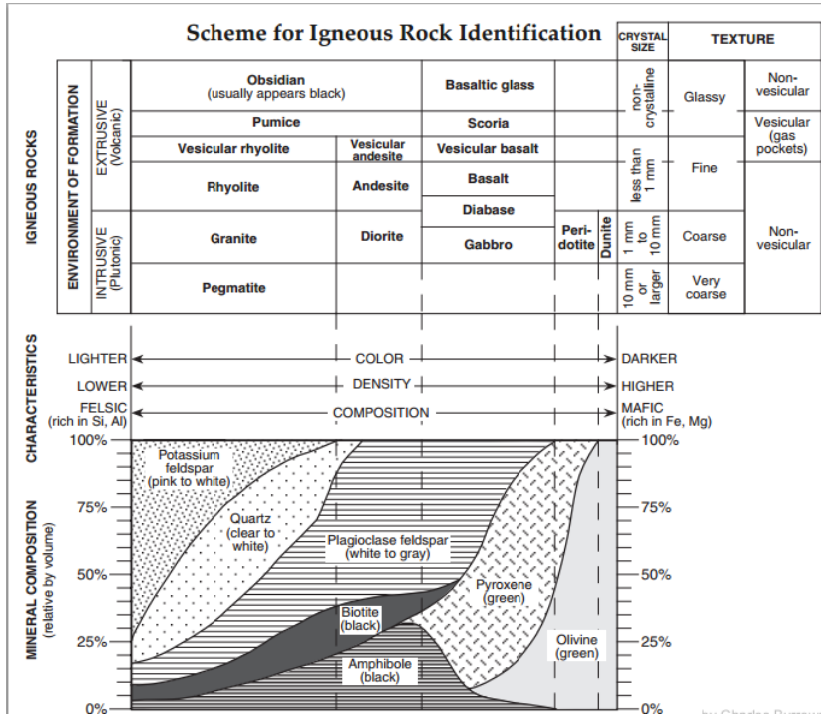 Scheme for Igneous Rock Identification
CRYSTAL
SIZE
TEXTURE
IGNEOUS ROCKS
ENVIRONMENT OF FORMATION
EXTRUSIVE
(Volcanic)
Obsidian
(usually appears black)
Basaltic glass
non-
crystalline
Glassy
Non-
vesicular
Pumice
Scoria
Vesicular
(gas
pockets)
Vesicular rhyolite
Vesicular
andesite
Vesicular basalt
less than
1 mm
Fine
Rhyolite
Andesite
Basalt
Diabase
INTRUSIVE
(Plutonic)
Granite
Diorite
Gabbro
Peri-
dotite
Dunite
1 mm
to
10 mm
Coarse
Non-
vesicular
Pegmatite
10 mm
or
larger
Very
coarse
CHARACTERISTICS
LIGHTER
COLOR
DARKER
LOWER
DENSITY
HIGHER
FELSIC
(rich in Si, Al)
COMPOSITION
MAFIC
(rich in Fe, Mg)
MINERAL COMPOSITION
(relative by volume)
100%
100%
Potassium
feldspar
(pink to white)
75%
75%
Quartz
(clear to
white)
Plagioclase feldspar
(white to gray)
50%
50%
Pyroxene
(green)
Biotite
(black)
25%
25%
Olivine
(green)
Amphibole
(black)
0%
0%